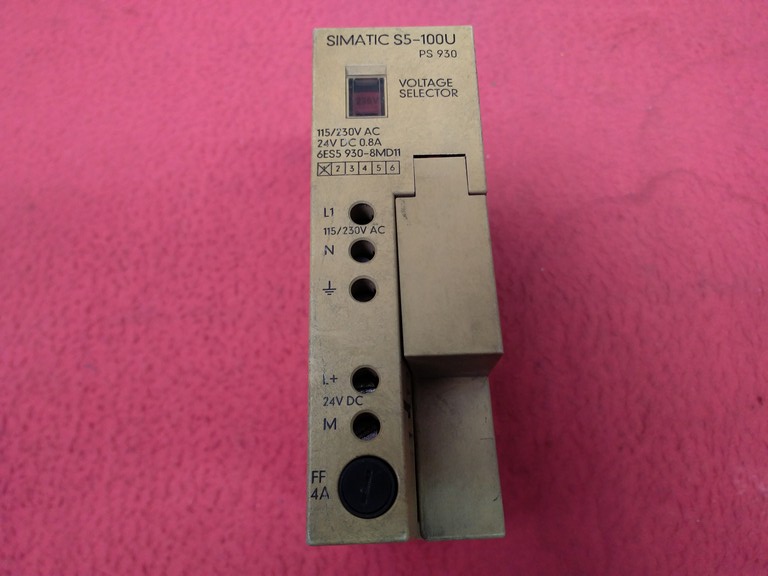 SIMATIC S5-100U
PS 930
VOLTAGE
SELECTOR
115/230V AC
24V DC 0.8A
6ES5 930-8MD11
2 3 4 5 6
L1
115/230V AC
N
L+
24V DC
M
FF
4A